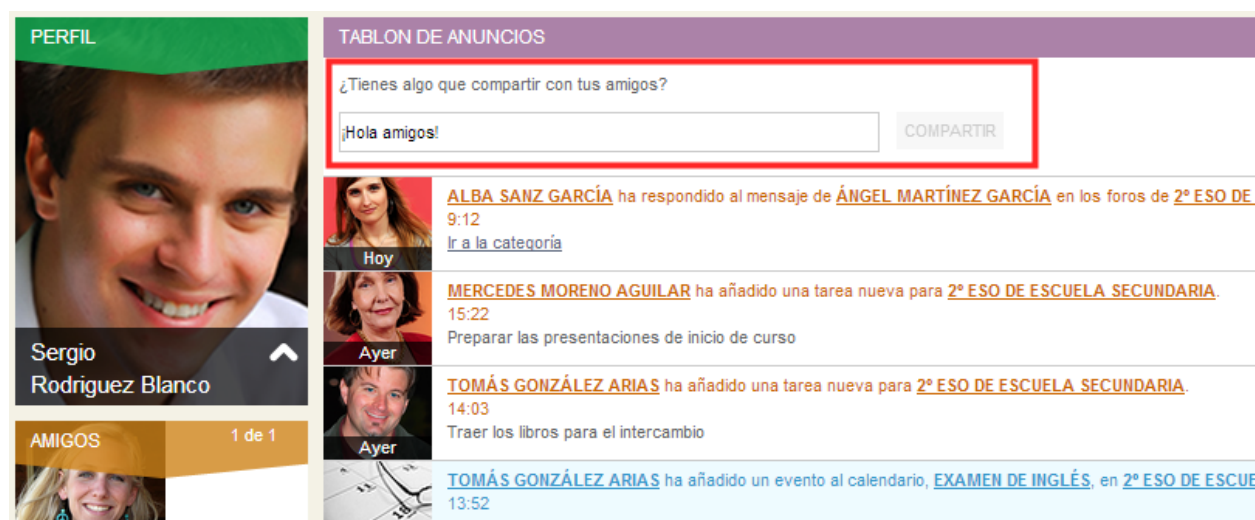 PERFIL
Sergio
Rodriguez Blanco
AMIGOS
1 de 1
TABLON DE ANUNCIOS
¿Tienes algo que compartir con tus amigos?
¡Hola amigos!
COMPARTIR
Hoy
ALBA SANZ GARCÍA ha respondido al mensaje de ÁNGEL MARTÍNEZ GARCÍA en los foros de 2º ESO DE
9:12
Ir a la categoría
Ayer
MERCEDES MORENO AGUILAR ha añadido una tarea nueva para 2º ESO DE ESCUELA SECUNDARIA.
15:22
Preparar las presentaciones de inicio de curso
Ayer
TOMÁS GONZÁLEZ ARIAS ha añadido una tarea nueva para 2º ESO DE ESCUELA SECUNDARIA.
14:03
Traer los libros para el intercambio
TOMÁS GONZÁLEZ ARIAS ha añadido un evento al calendario, EXAMEN DE INGLÉS, en 2º ESO DE ESCUE
13:52